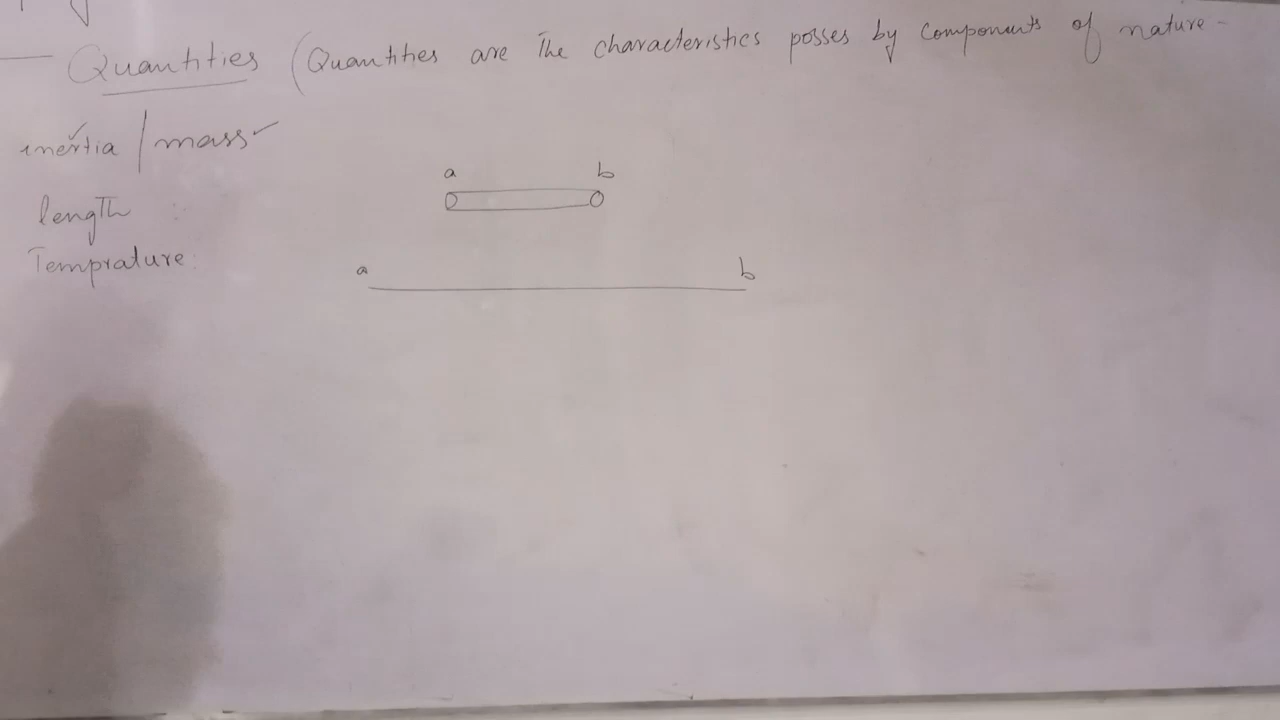 Quantities (Quantities are The characteristics posses by Components of nature -
inertia / mass
length :
Temprature :
a b
a b